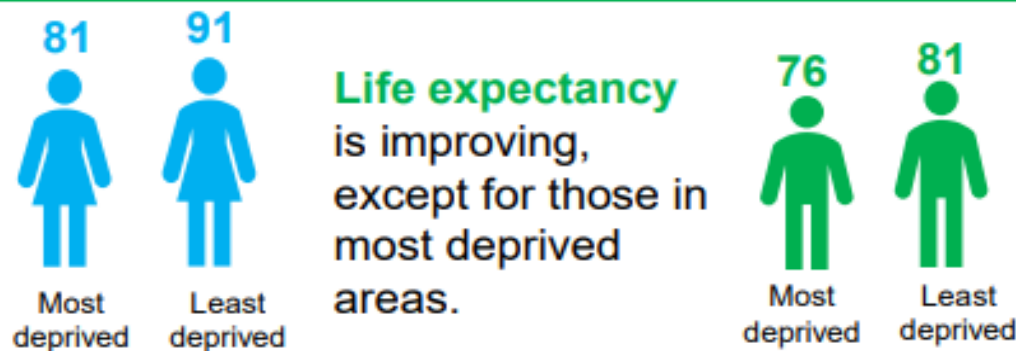 81
91
Most
deprived
Least
deprived
Life expectancy
is improving,
except for those in
most deprived
areas.
76
81
Most
deprived
Least
deprived